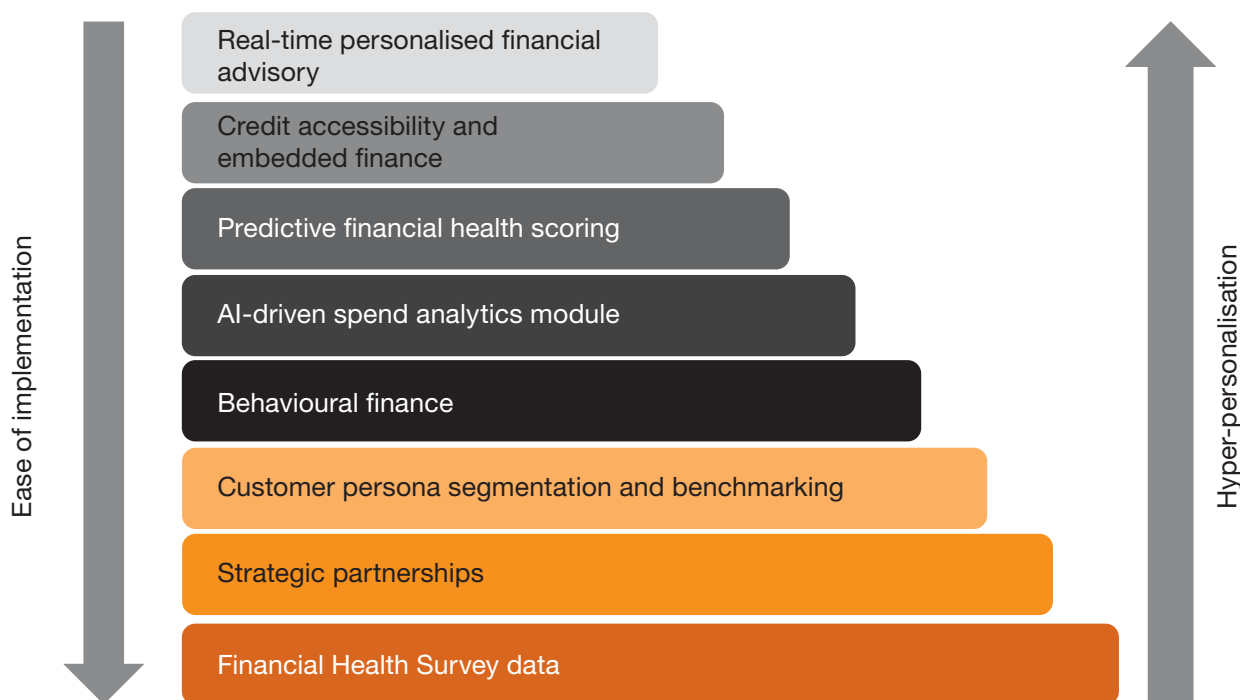 Real-time personalised financial
advisory
Credit accessibility and
embedded finance
Predictive financial health scoring
AI-driven spend analytics module
Behavioural finance
Customer persona segmentation and benchmarking
Strategic partnerships
Financial Health Survey data
Ease of implementation
Hyper-personalisation